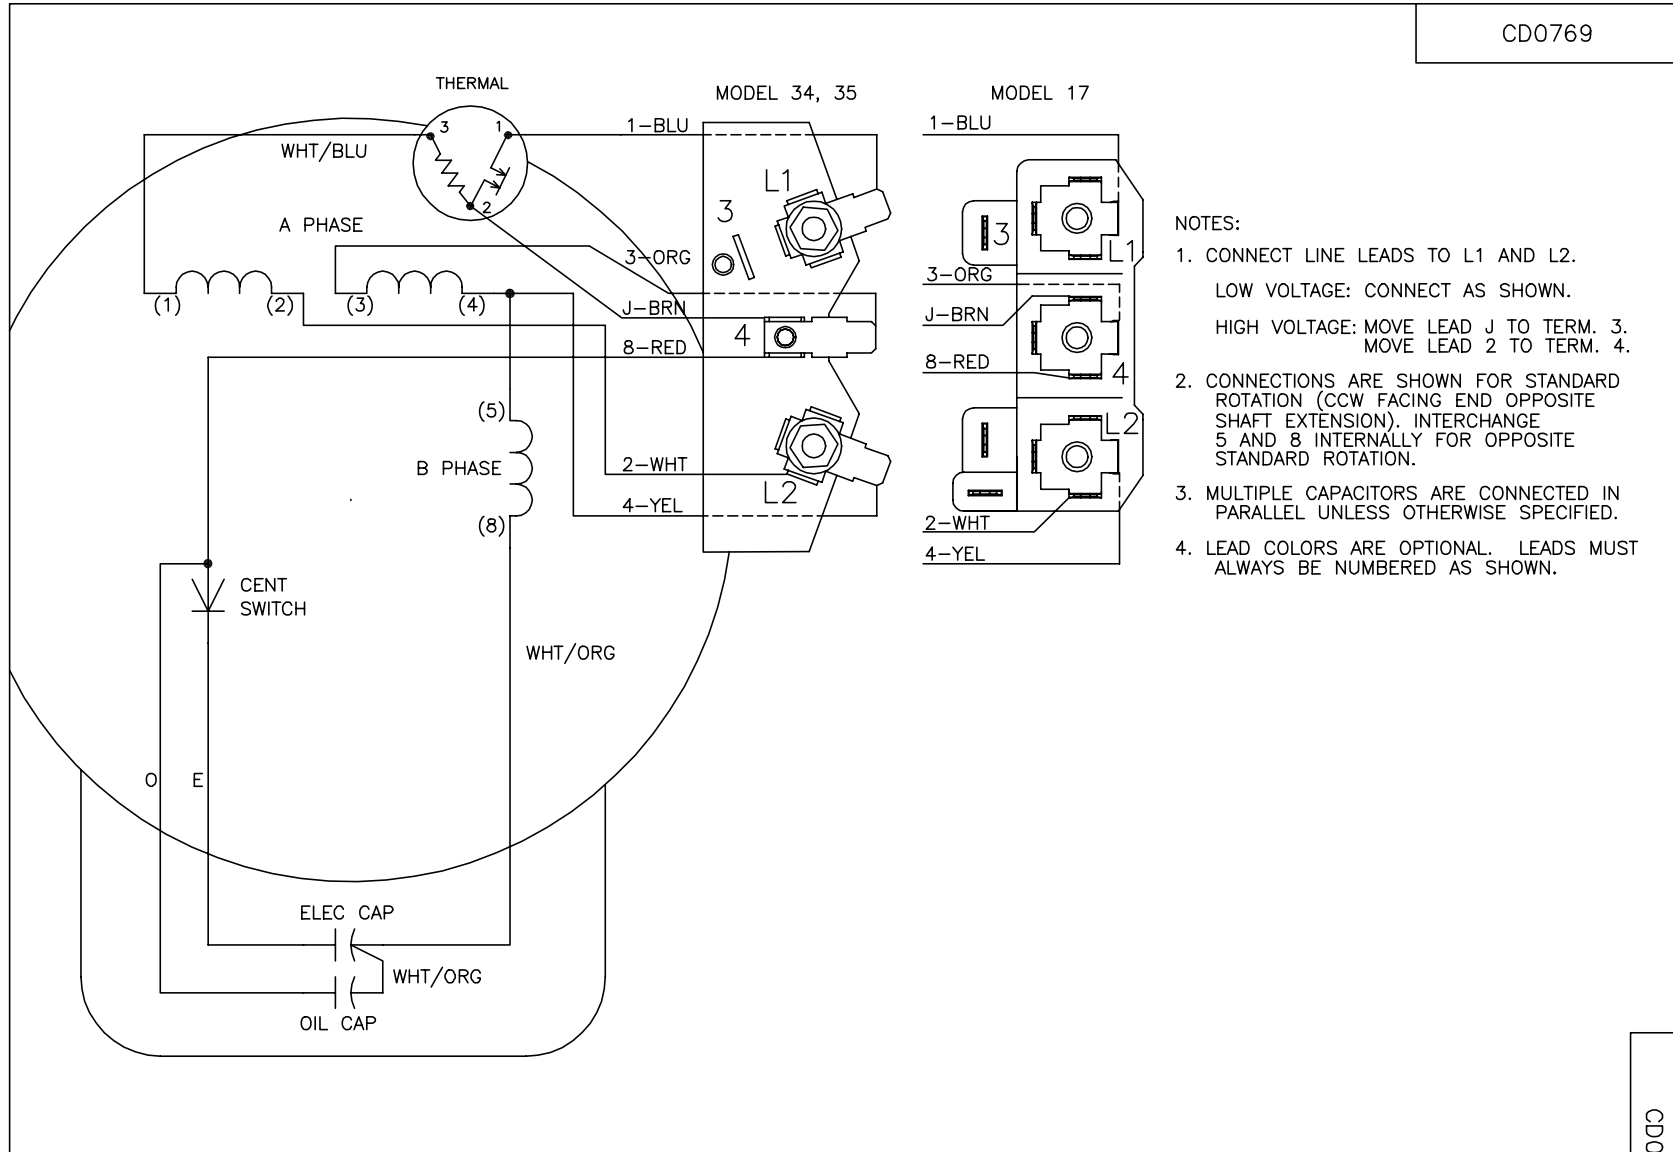 CD0769
THERMAL
MODEL 34, 35
MODEL 17
3
1
2
WHT/BLU
1-BLU
1-BLU
A PHASE
L1
3
3-ORG
J-BRN
4
8-RED
(1)
(2)
(3)
(4)
3
L1
3-ORG
J-BRN
8-RED
4
(5)
B PHASE
(8)
2-WHT
L2
4-YEL
L2
2-WHT
4-YEL
CENT
SWITCH
WHT/ORG
O
E
ELEC CAP
WHT/ORG
OIL CAP
NOTES:
1. CONNECT LINE LEADS TO L1 AND L2.
LOW VOLTAGE: CONNECT AS SHOWN.
HIGH VOLTAGE: MOVE LEAD J TO TERM. 3.
MOVE LEAD 2 TO TERM. 4.
2. CONNECTIONS ARE SHOWN FOR STANDARD
ROTATION (CCW FACING END OPPOSITE
SHAFT EXTENSION). INTERCHANGE
5 AND 8 INTERNALLY FOR OPPOSITE
STANDARD ROTATION.
3. MULTIPLE CAPACITORS ARE CONNECTED IN
PARALLEL UNLESS OTHERWISE SPECIFIED.
4. LEAD COLORS ARE OPTIONAL. LEADS MUST
ALWAYS BE NUMBERED AS SHOWN.